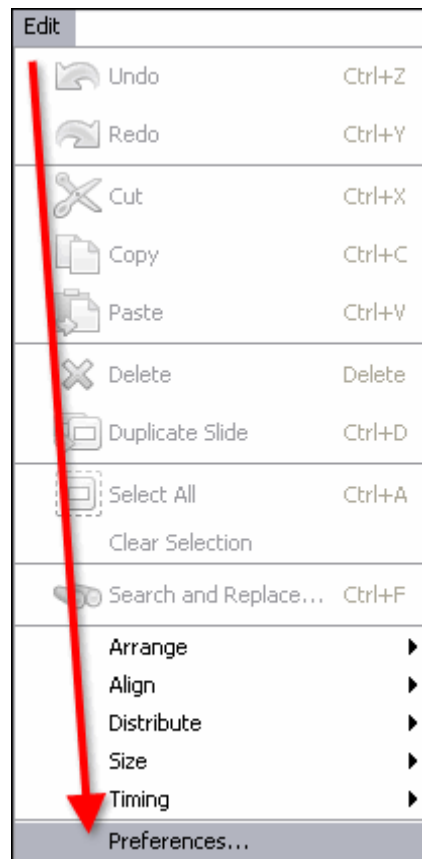 Edit
Undo Ctrl+Z
Redo Ctrl+Y
Cut Ctrl+X
Copy Ctrl+C
Paste Ctrl+V
Delete Delete
Duplicate Slide Ctrl+D
Select All Ctrl+A
Clear Selection
Search and Replace... Ctrl+F
Arrange
Align
Distribute
Size
Timing
Preferences...